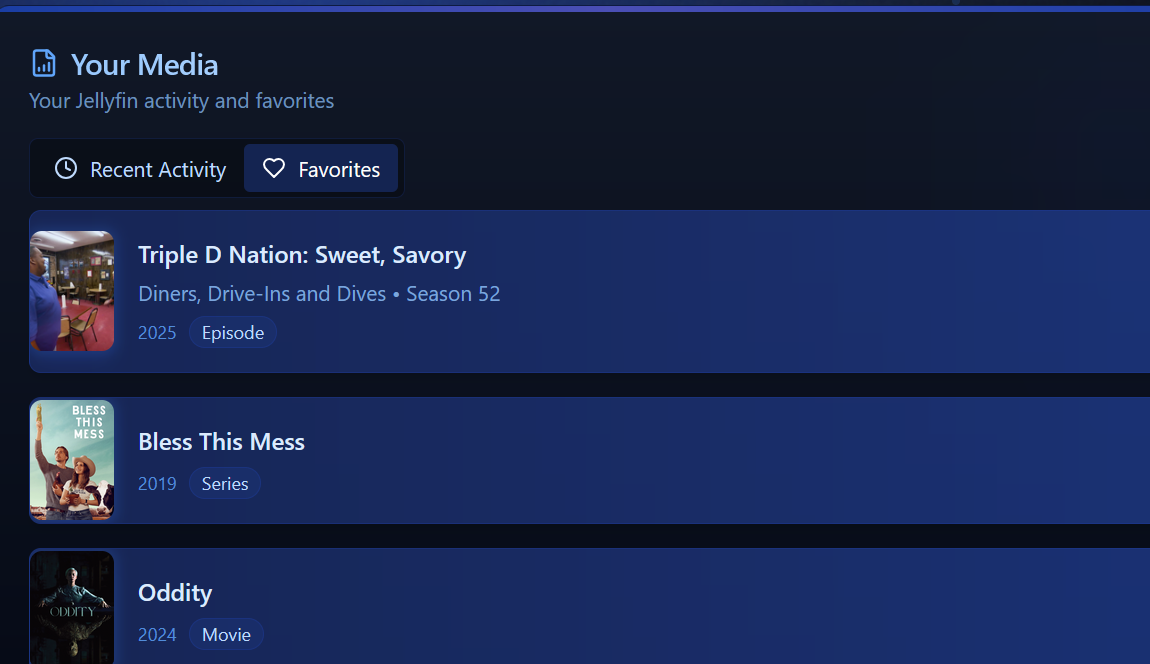 Your Media
Your Jellyfin activity and favorites
Recent Activity
Favorites
Triple D Nation: Sweet, Savory
Diners, Drive-Ins and Dives • Season 52
2025 Episode
BLESS
THIS
MESS
Bless This Mess
2019 Series
ODDITY
Oddity
2024 Movie